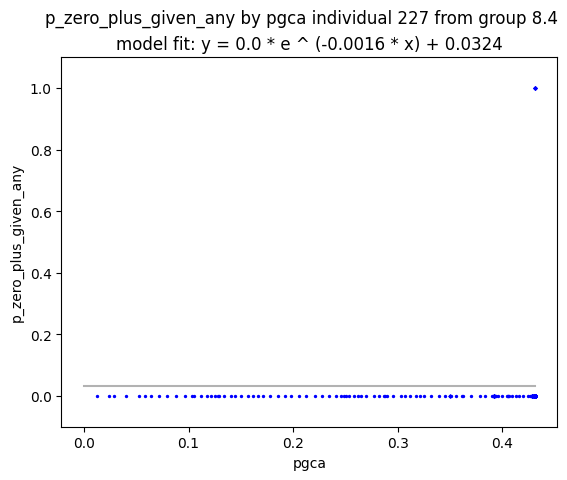 p_zero_plus_given_any by pgca individual 227 from group 8.4
model fit: y = 0.0 * e ^ (-0.0016 * x) + 0.0324
1.0
0.8
0.6
0.4
0.2
0.0
p_zero_plus_given_any
0.0 0.1 0.2 0.3 0.4
pgca